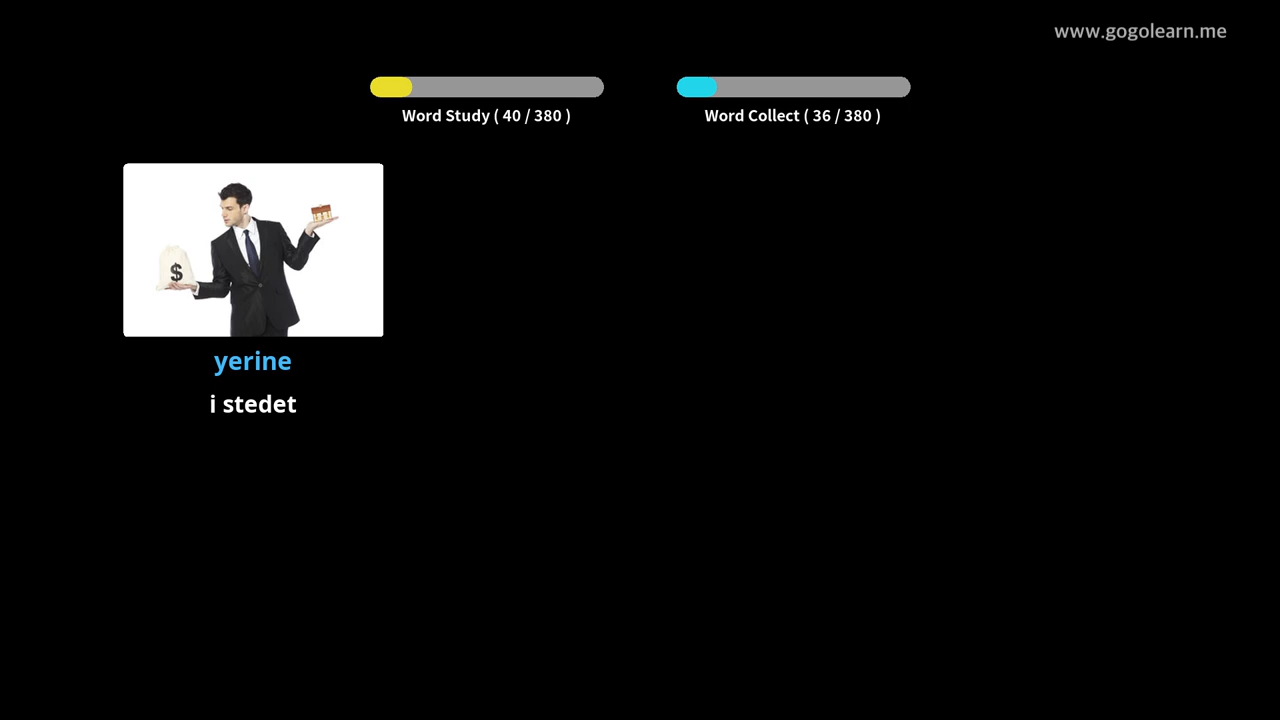 www.gogolearn.me
Word Study ( 40 / 380 )
Word Collect ( 36 / 380 )
$
yerine
i stedet